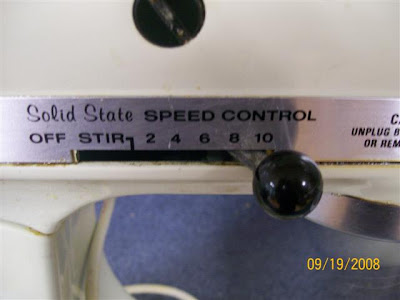 Solid State SPEED CONTROL
OFF STIR 2 4 6 8 10
UNPLUG B
OR REM
09/19/2008